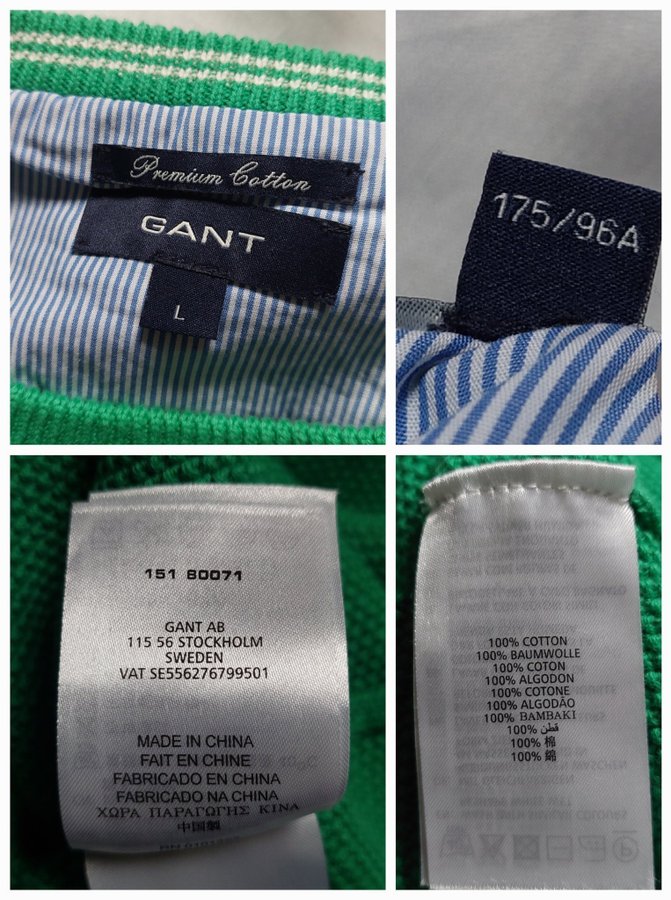 Premium Cotton
GANT
L
175/96A
151 80071
GANT AB
115 56 STOCKHOLM
SWEDEN
VAT SE556276799501
MADE IN CHINA
FAIT EN CHINE
FABRICADO EN CHINA
FABRICADO NA CHINA
ΧΩΡΑ ΠΑΡΑΓΩΓΗΣ ΚΙΝΑ
中国製
100% COTTON
100% BAUMWOLLE
100% COTON
100% ALGODON
100% COTONE
100% ALGODÃO
100% BAMBAKI
100% قطن
100% 棉
100% 綿